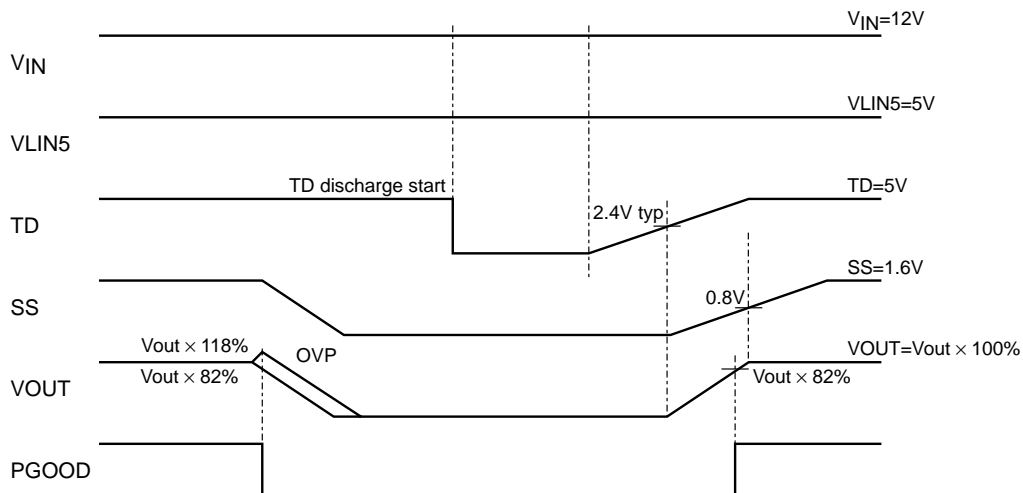 V_IN=12V
V_IN
VLIN5=5V
VLIN5
TD discharge start
TD=5V
2.4V typ
TD
SS=1.6V
SS
0.8V
Vout × 118%
OVP
VOUT=Vout × 100%
VOUT
Vout × 82%
Vout × 82%
PGOOD